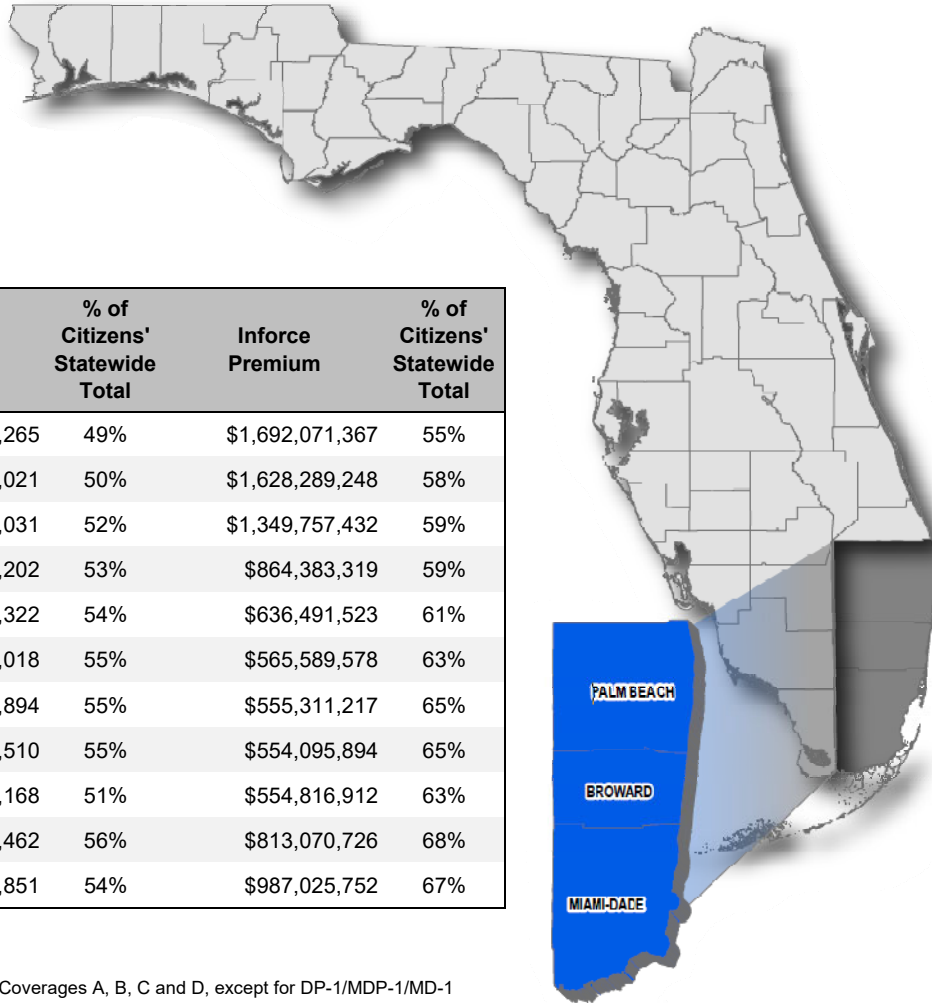 % of Citizens' Statewide Total Inforce Premium % of Citizens' Statewide Total
,265 49% $1,692,071,367 55%
,021 50% $1,628,289,248 58%
,031 52% $1,349,757,432 59%
,202 53% $864,383,319 59%
,322 54% $636,491,523 61%
,018 55% $565,589,578 63%
,894 55% $555,311,217 65%
,510 55% $554,095,894 65%
,168 51% $554,816,912 63%
,462 56% $813,070,726 68%
,851 54% $987,025,752 67%
PALM BEACH
BROWARD
MIAMI-DADE
Coverages A, B, C and D, except for DP-1/MDP-1/MD-1